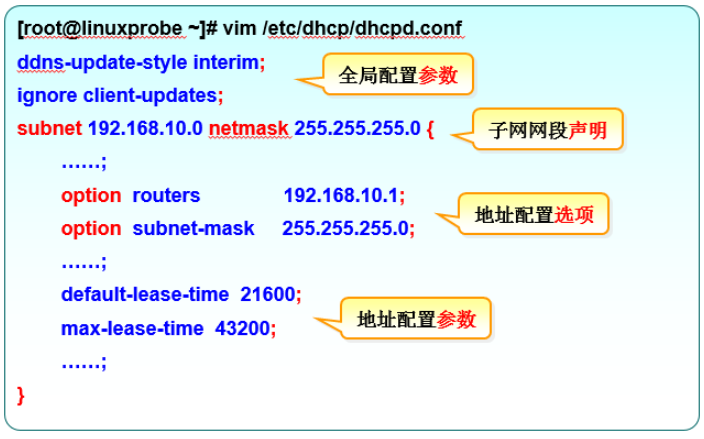 [root@linuxprobe ~]# vim /etc/dhcp/dhcpd.conf
ddns-update-style interim;
全局配置参数
ignore client-updates;
subnet 192.168.10.0 netmask 255.255.255.0 {
子网网段声明
……;
option routers 192.168.10.1;
地址配置选项
option subnet-mask 255.255.255.0;
……;
default-lease-time 21600;
地址配置参数
max-lease-time 43200;
……;
}